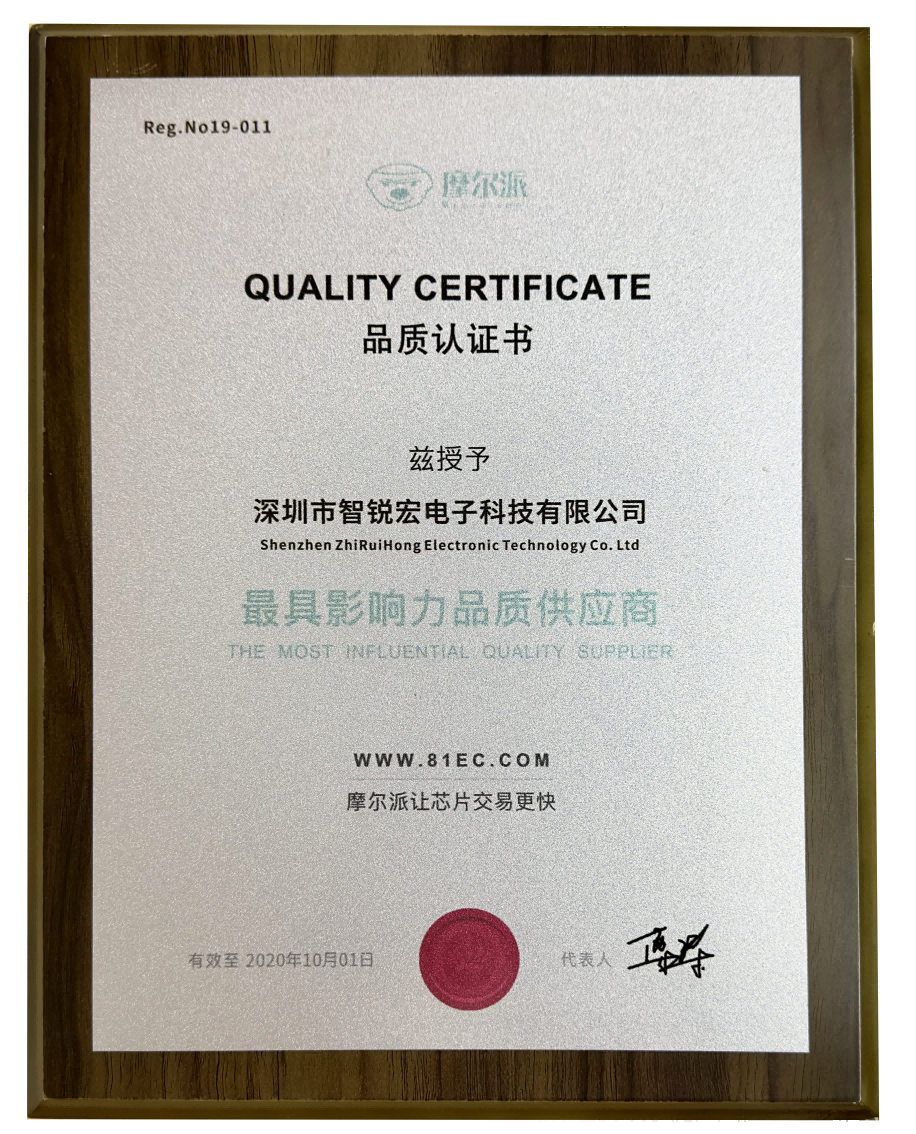 Reg.No19-011
摩尔派
QUALITY CERTIFICATE
品质认证书
兹授予
深圳市智锐宏电子科技有限公司
Shenzhen ZhiRuiHong Electronic Technology Co. Ltd
最具影响力品质供应商
THE MOST INFLUENTIAL QUALITY SUPPLIER
WWW.81EC.COM
摩尔派让芯片交易更快
有效至 2020年10月01日
代表人